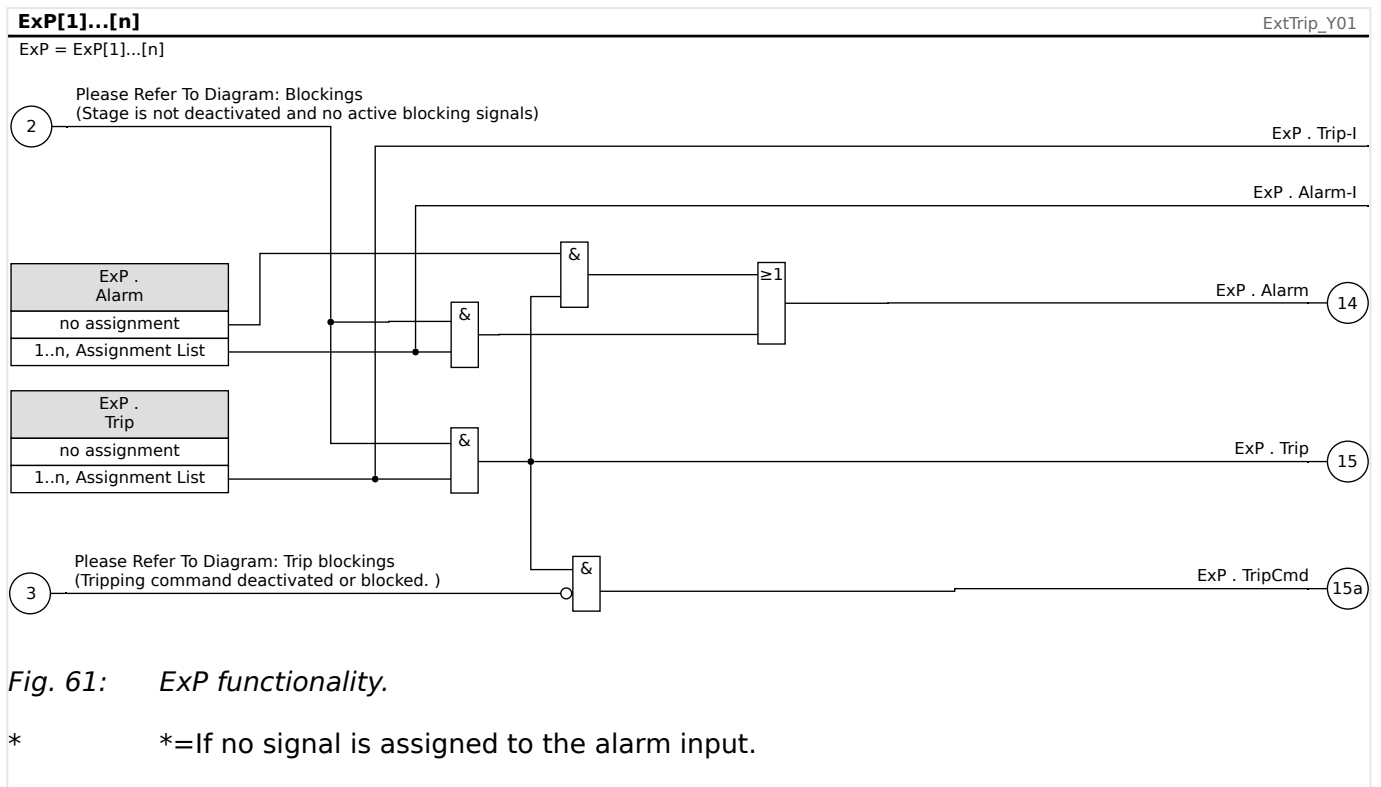 ExP[1]...[n]
ExtTrip_Y01
ExP = ExP[1]...[n]
Please Refer To Diagram: Blockings
(Stage is not deactivated and no active blocking signals)
2
ExP . Trip-I
ExP . Alarm-I
&
ExP .
Alarm
≥1
ExP . Alarm
14
no assignment
&
1..n, Assignment List
ExP .
Trip
&
no assignment
ExP . Trip
15
1..n, Assignment List
Please Refer To Diagram: Trip blockings
(Tripping command deactivated or blocked. )
3
&
ExP . TripCmd
15a
Fig. 61: ExP functionality.
* *=If no signal is assigned to the alarm input.